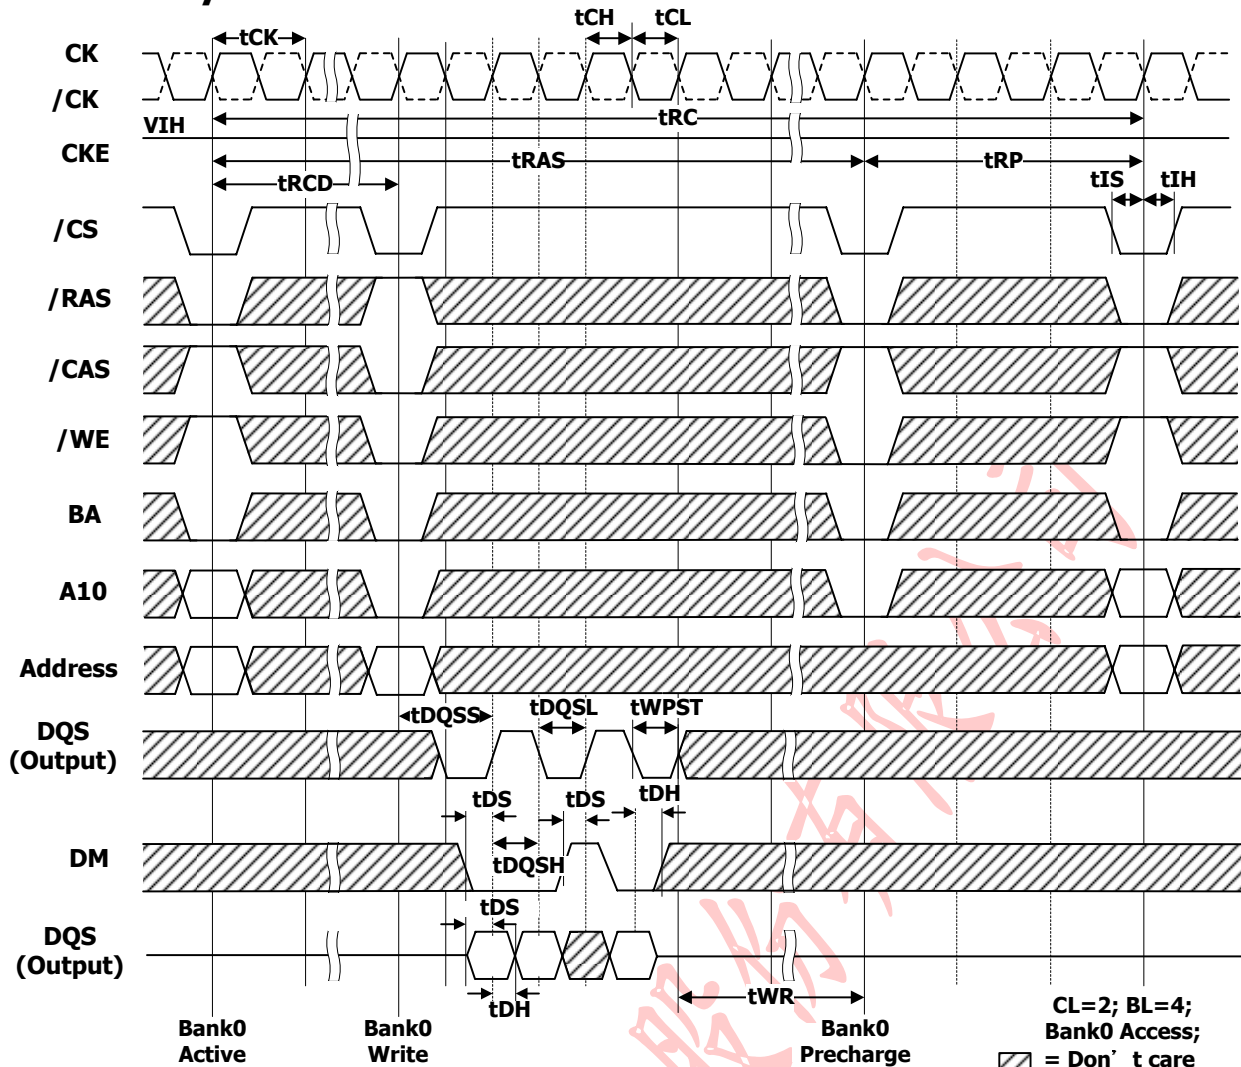 tCH tCL
CK
tCK
/CK
VIH
tRC
CKE
tRAS
tRP
tRCD
tIS tIH
/CS
/RAS
/CAS
/WE
BA
A10
Address
tDQSS
tDQSL
tWPST
DQS
(Output)
tDS
tDS
tDH
DM
tDQSH
tDS
DQS
(Output)
tDH
tWR
Bank0
Active
Bank0
Write
Bank0
Precharge
CL=2; BL=4;
Bank0 Access;
= Don’ t care